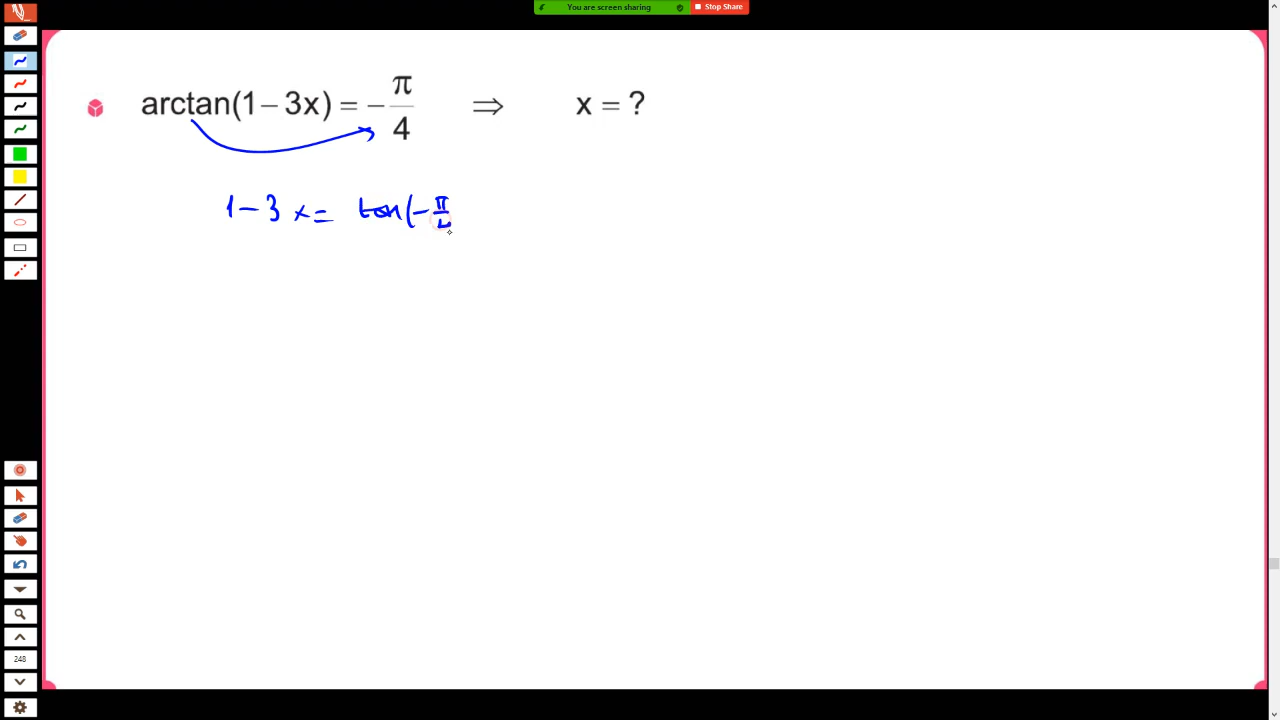 You are screen sharing Stop Share
arctan(1 − 3x) = − π/4 ⇒ x = ?
1 − 3x = tan(− π/4
248